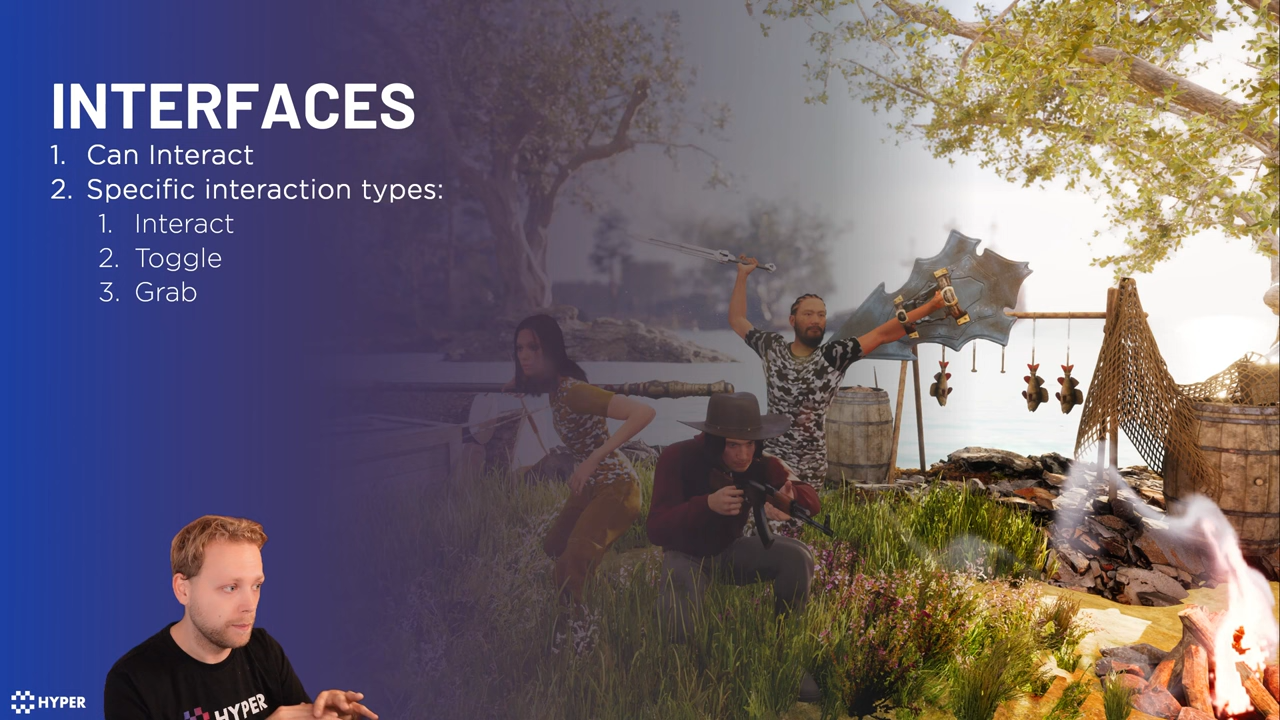 INTERFACES
1. Can Interact
2. Specific interaction types:
1. Interact
2. Toggle
3. Grab
HYPER
HYPER